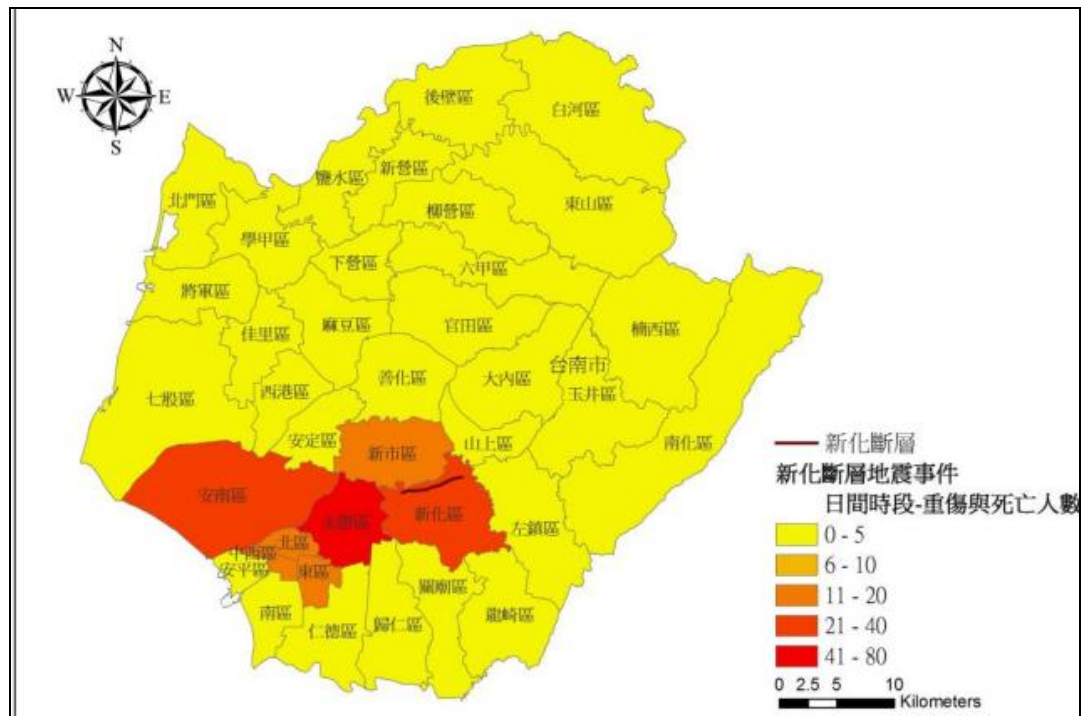 N
W E
S
後壁區
白河區
新營區
鹽水區
東山區
北門區
柳營區
學甲區
下營區
六甲區
將軍區
麻豆區
官田區
楠西區
佳里區
台南市
善化區
大內區
西港區
玉井區
七股區
安定區
山上區
南化區
新市區
安南區
永康區
新化區
左鎮區
北區
中西區
安平區
東區
關廟區
南區
龍崎區
歸仁區
仁德區
新化斷層
新化斷層地震事件
日間時段-重傷與死亡人數
0 - 5
6 - 10
11 - 20
21 - 40
41 - 80
0 2.5 5 10
Kilometers